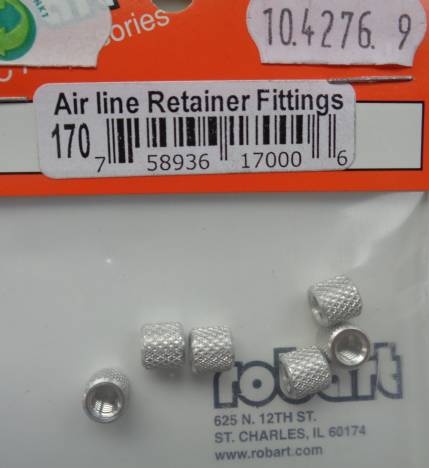 10.4276. 9
ories
Air line Retainer Fittings
170
7 58936 17000 6
robart
625 N. 12TH ST.
ST. CHARLES, IL 60174
www.robart.com